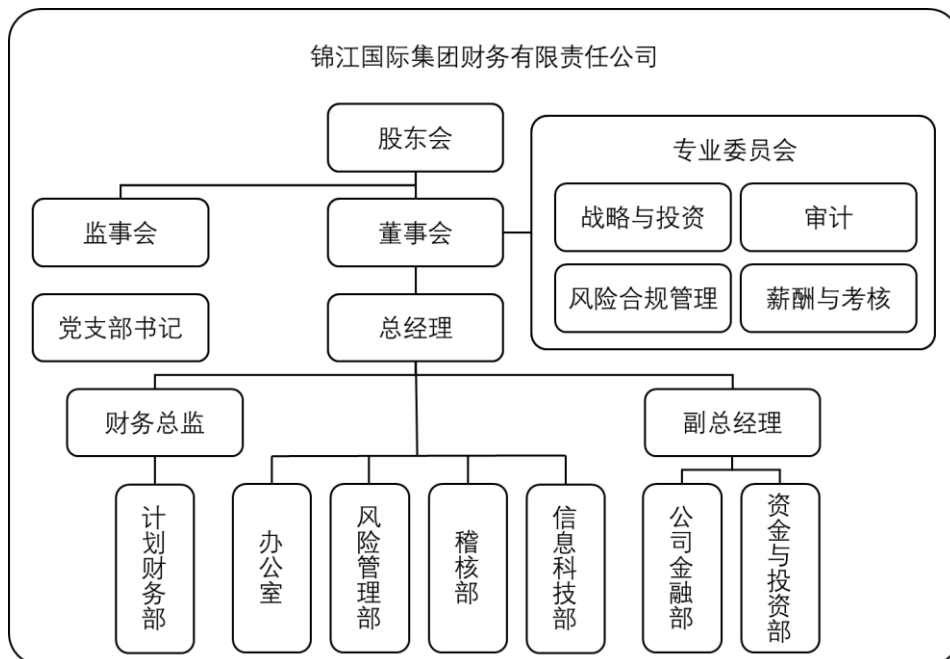 锦江国际集团财务有限责任公司
股东会
专业委员会
战略与投资
审计
监事会
董事会
风险合规管理
薪酬与考核
党支部书记
总经理
财务总监
副总经理
计划财务部
办公室
风险管理部
稽核部
信息科技部
公司金融部
资金与投资部